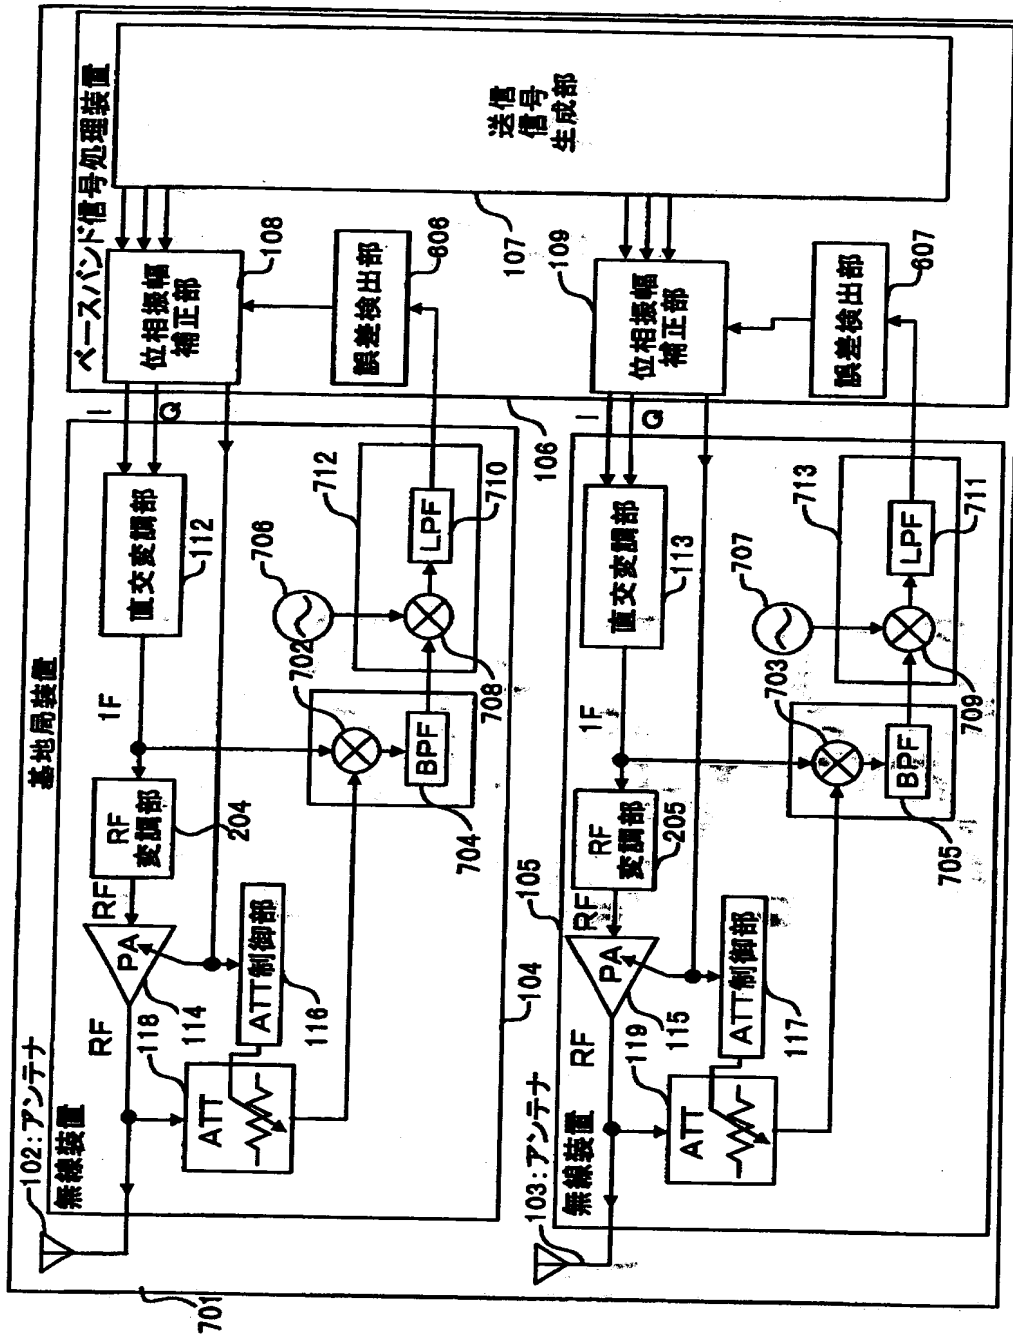 701
基地局装置
102:アンテナ
無線装置
RF
118
ATT
114
PA
RF
116
ATT制御部
104
RF
変調部
204
1F
直交変調部
112
702
706
704
BPF
708
712
LPF
710
I
Q
106
ベースバンド信号処理装置
位相振幅
補正部
108
誤差検出部
606
107
送信
信号
生成部
103:アンテナ
無線装置
RF
119
ATT
115
PA
RF
117
ATT制御部
105
RF
変調部
205
1F
直交変調部
113
703
707
705
BPF
709
713
LPF
711
I
Q
位相振幅
補正部
109
誤差検出部
607